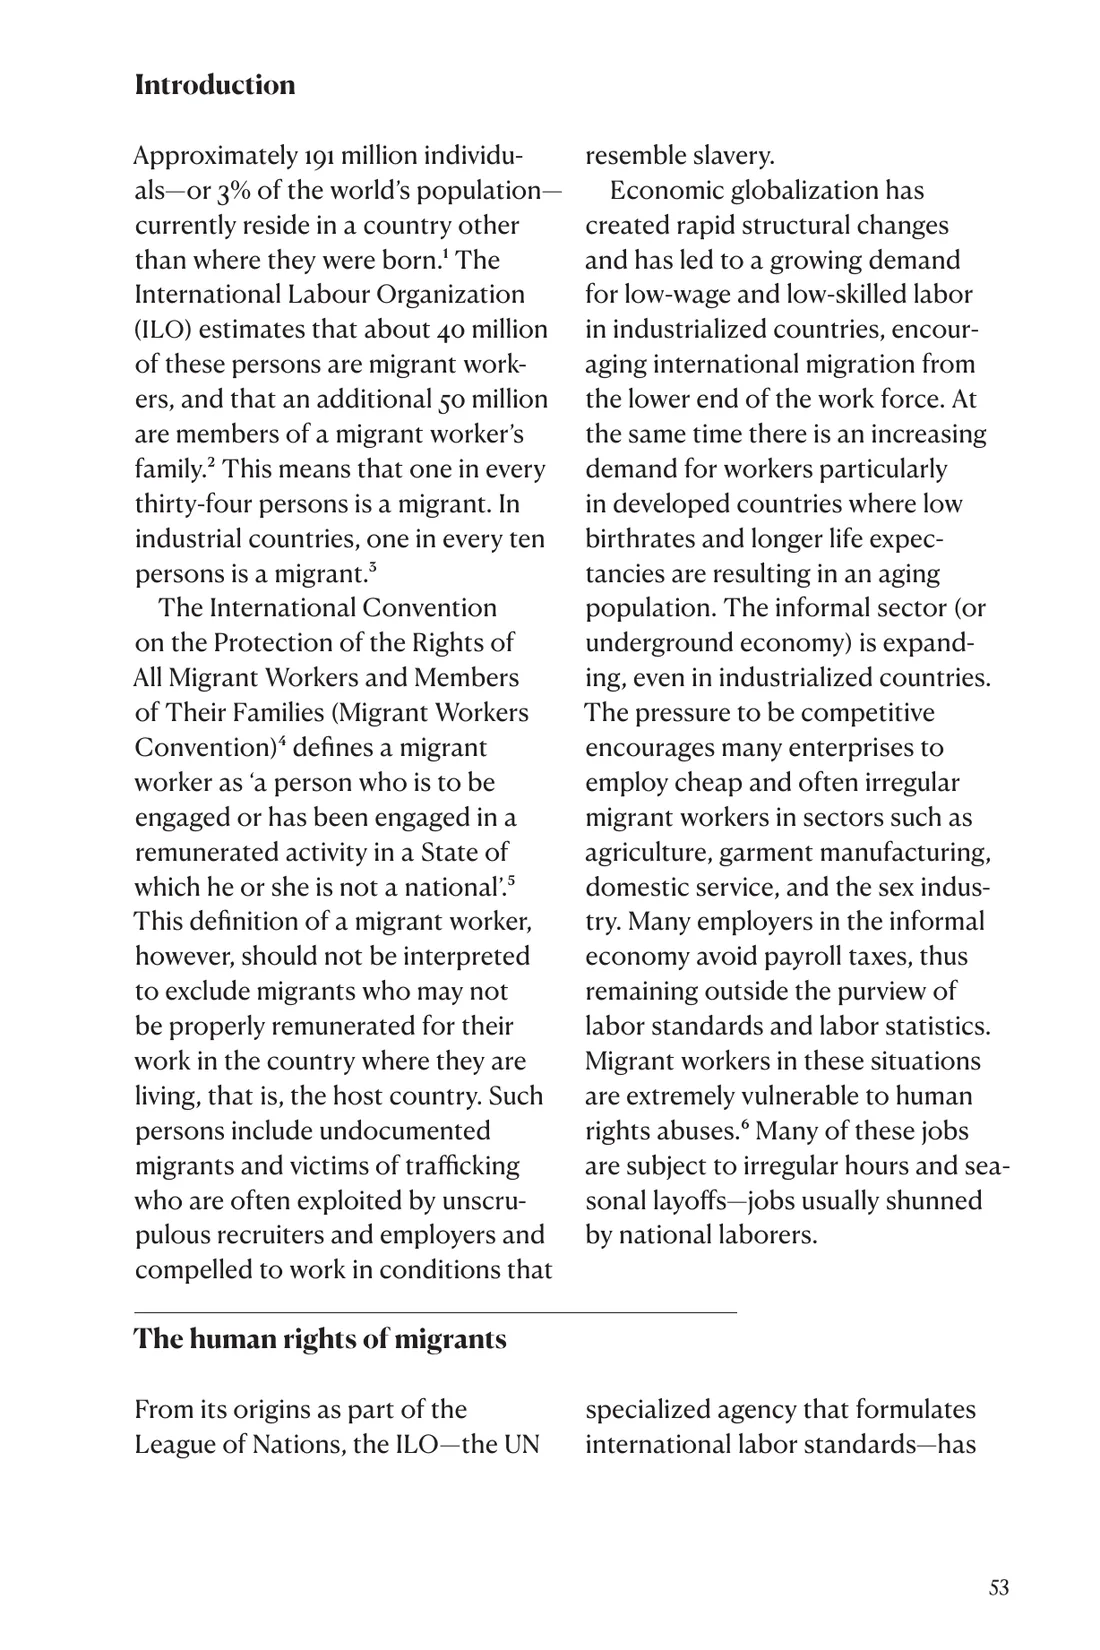 Introduction
Approximately 191 million individu-
als—or 3% of the world’s population—
currently reside in a country other
than where they were born.¹ The
International Labour Organization
(ILO) estimates that about 40 million
of these persons are migrant work-
ers, and that an additional 50 million
are members of a migrant worker’s
family.² This means that one in every
thirty-four persons is a migrant. In
industrial countries, one in every ten
persons is a migrant.³
The International Convention
on the Protection of the Rights of
All Migrant Workers and Members
of Their Families (Migrant Workers
Convention)⁴ defines a migrant
worker as ‘a person who is to be
engaged or has been engaged in a
remunerated activity in a State of
which he or she is not a national’.⁵
This definition of a migrant worker,
however, should not be interpreted
to exclude migrants who may not
be properly remunerated for their
work in the country where they are
living, that is, the host country. Such
persons include undocumented
migrants and victims of trafficking
who are often exploited by unscru-
pulous recruiters and employers and
compelled to work in conditions that
resemble slavery.
Economic globalization has
created rapid structural changes
and has led to a growing demand
for low-wage and low-skilled labor
in industrialized countries, encour-
aging international migration from
the lower end of the work force. At
the same time there is an increasing
demand for workers particularly
in developed countries where low
birthrates and longer life expec-
tancies are resulting in an aging
population. The informal sector (or
underground economy) is expand-
ing, even in industrialized countries.
The pressure to be competitive
encourages many enterprises to
employ cheap and often irregular
migrant workers in sectors such as
agriculture, garment manufacturing,
domestic service, and the sex indus-
try. Many employers in the informal
economy avoid payroll taxes, thus
remaining outside the purview of
labor standards and labor statistics.
Migrant workers in these situations
are extremely vulnerable to human
rights abuses.⁶ Many of these jobs
are subject to irregular hours and sea-
sonal layoffs—jobs usually shunned
by national laborers.
The human rights of migrants
From its origins as part of the
League of Nations, the ILO—the UN
specialized agency that formulates
international labor standards—has
53